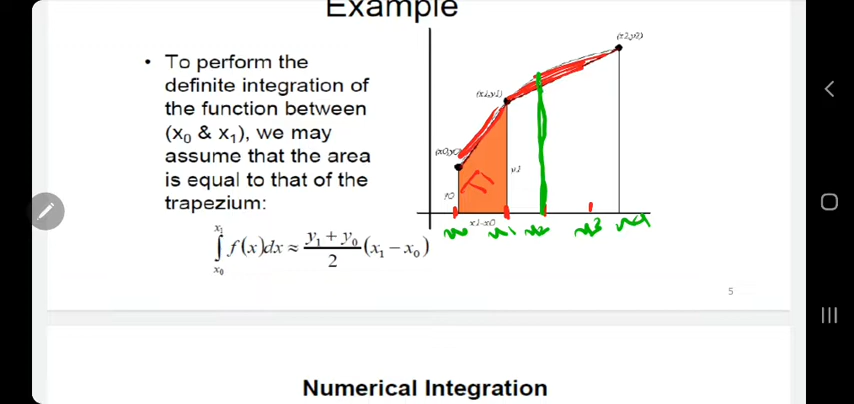 Example
• To perform the
definite integration of
the function between
(x₀ & x₁), we may
assume that the area
is equal to that of the
trapezium:
∫ₓ₀ˣ¹ f(x)dx ≈ (y₁ + y₀)/2 (x₁ − x₀)
(x2,y2)
(x1,y1)
(x0,y0)
y1
y0
x1-x0
x0 x1 x2 x3 x4
5
Numerical Integration